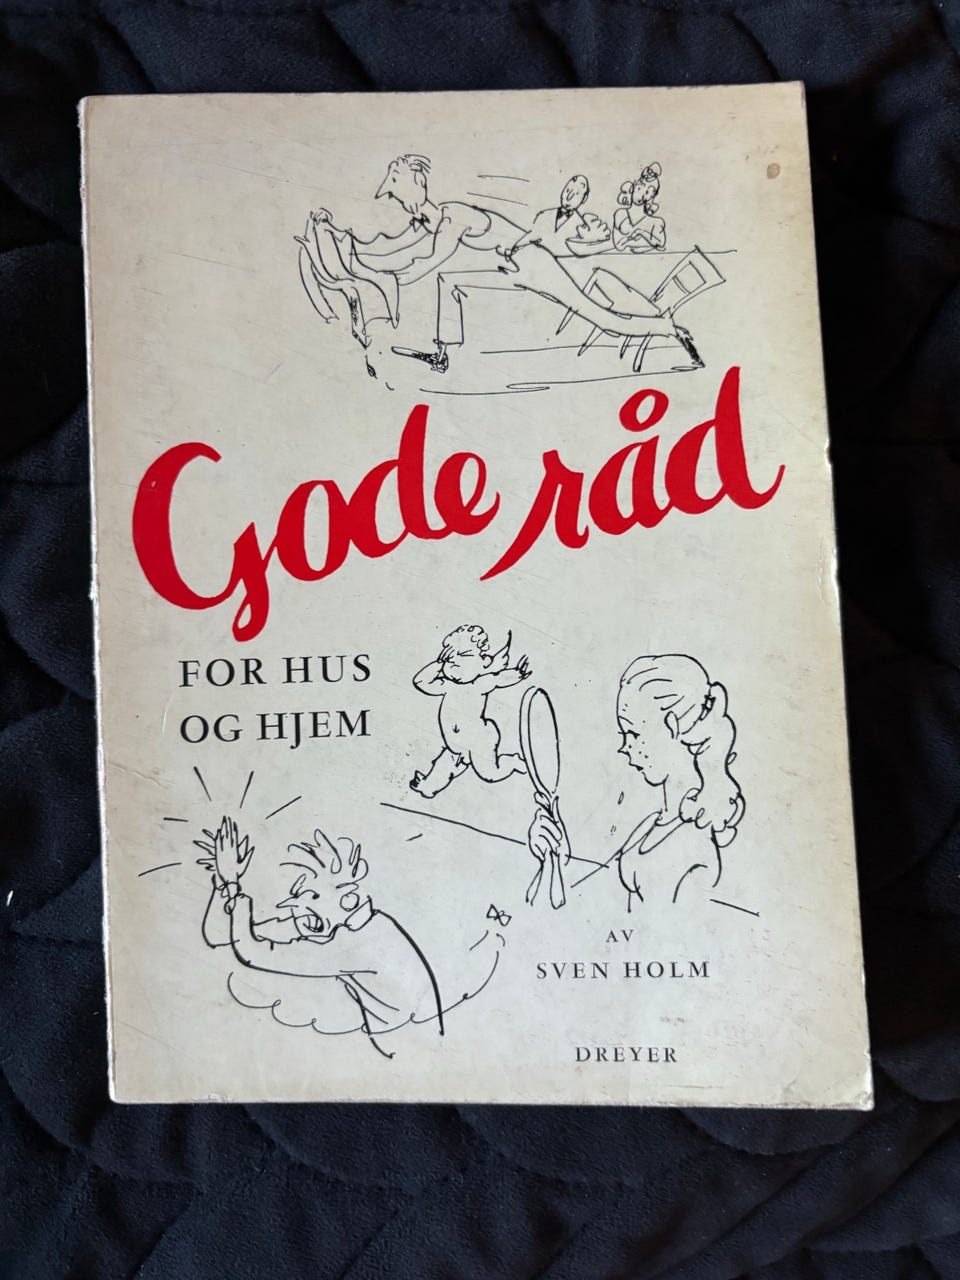 Gode råd
FOR HUS
OG HJEM
AV
SVEN HOLM
DREYER